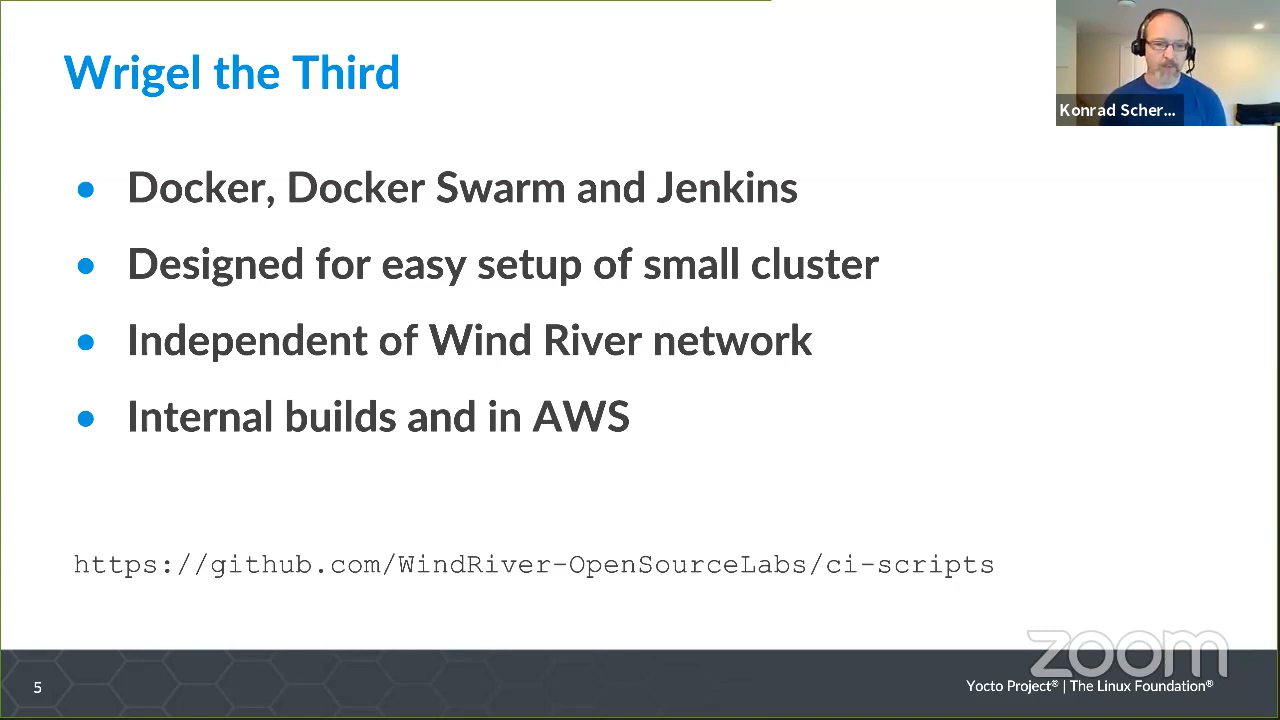 Wrigel the Third
Konrad Scher...
• Docker, Docker Swarm and Jenkins
• Designed for easy setup of small cluster
• Independent of Wind River network
• Internal builds and in AWS
https://github.com/WindRiver-OpenSourceLabs/ci-scripts
zoom
5
Yocto Project® | The Linux Foundation®